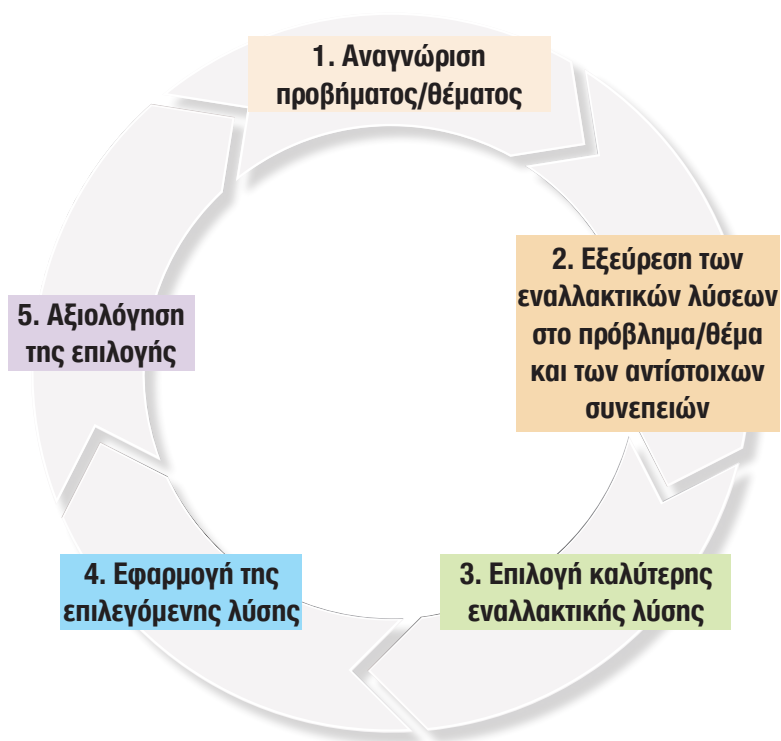 1. Αναγνώριση
προβήματος/θέματος
2. Εξεύρεση των
εναλλακτικών λύσεων
στο πρόβλημα/θέμα
και των αντίστοιχων
συνεπειών
3. Επιλογή καλύτερης
εναλλακτικής λύσης
4. Εφαρμογή της
επιλεγόμενης λύσης
5. Αξιολόγηση
της επιλογής